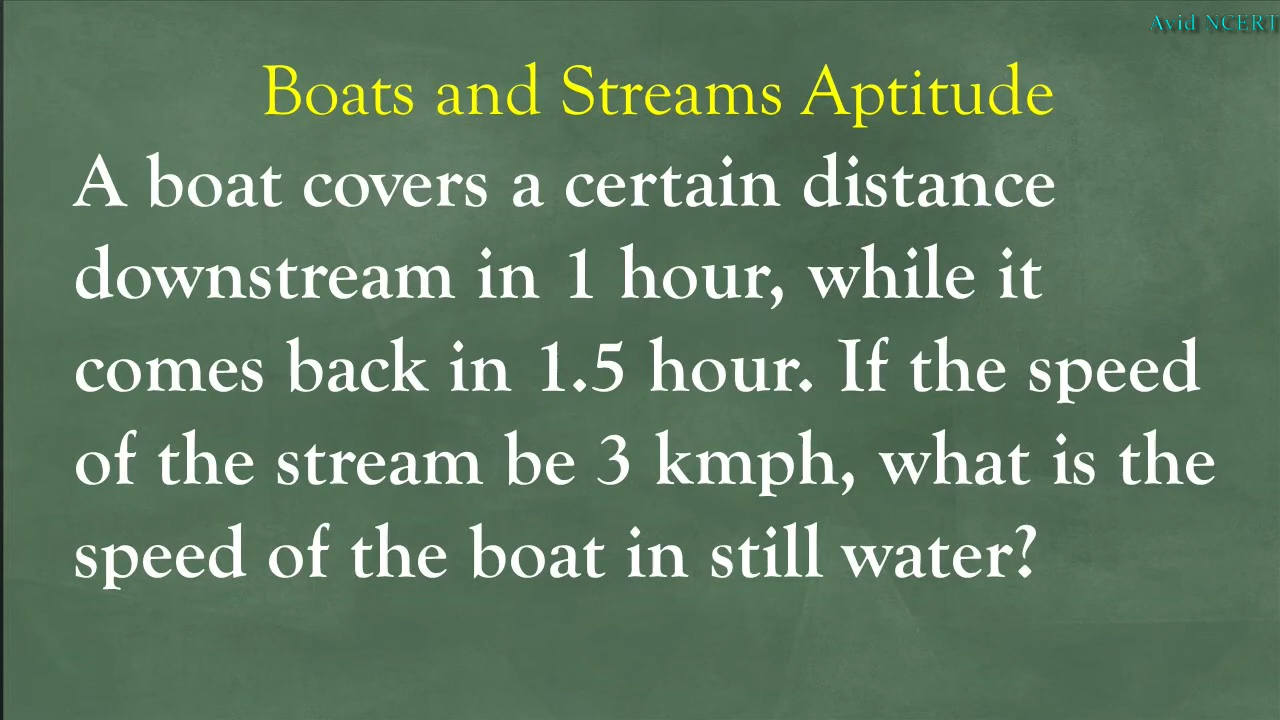 Avid NCERT
Boats and Streams Aptitude
A boat covers a certain distance
downstream in 1 hour, while it
comes back in 1.5 hour. If the speed
of the stream be 3 kmph, what is the
speed of the boat in still water?